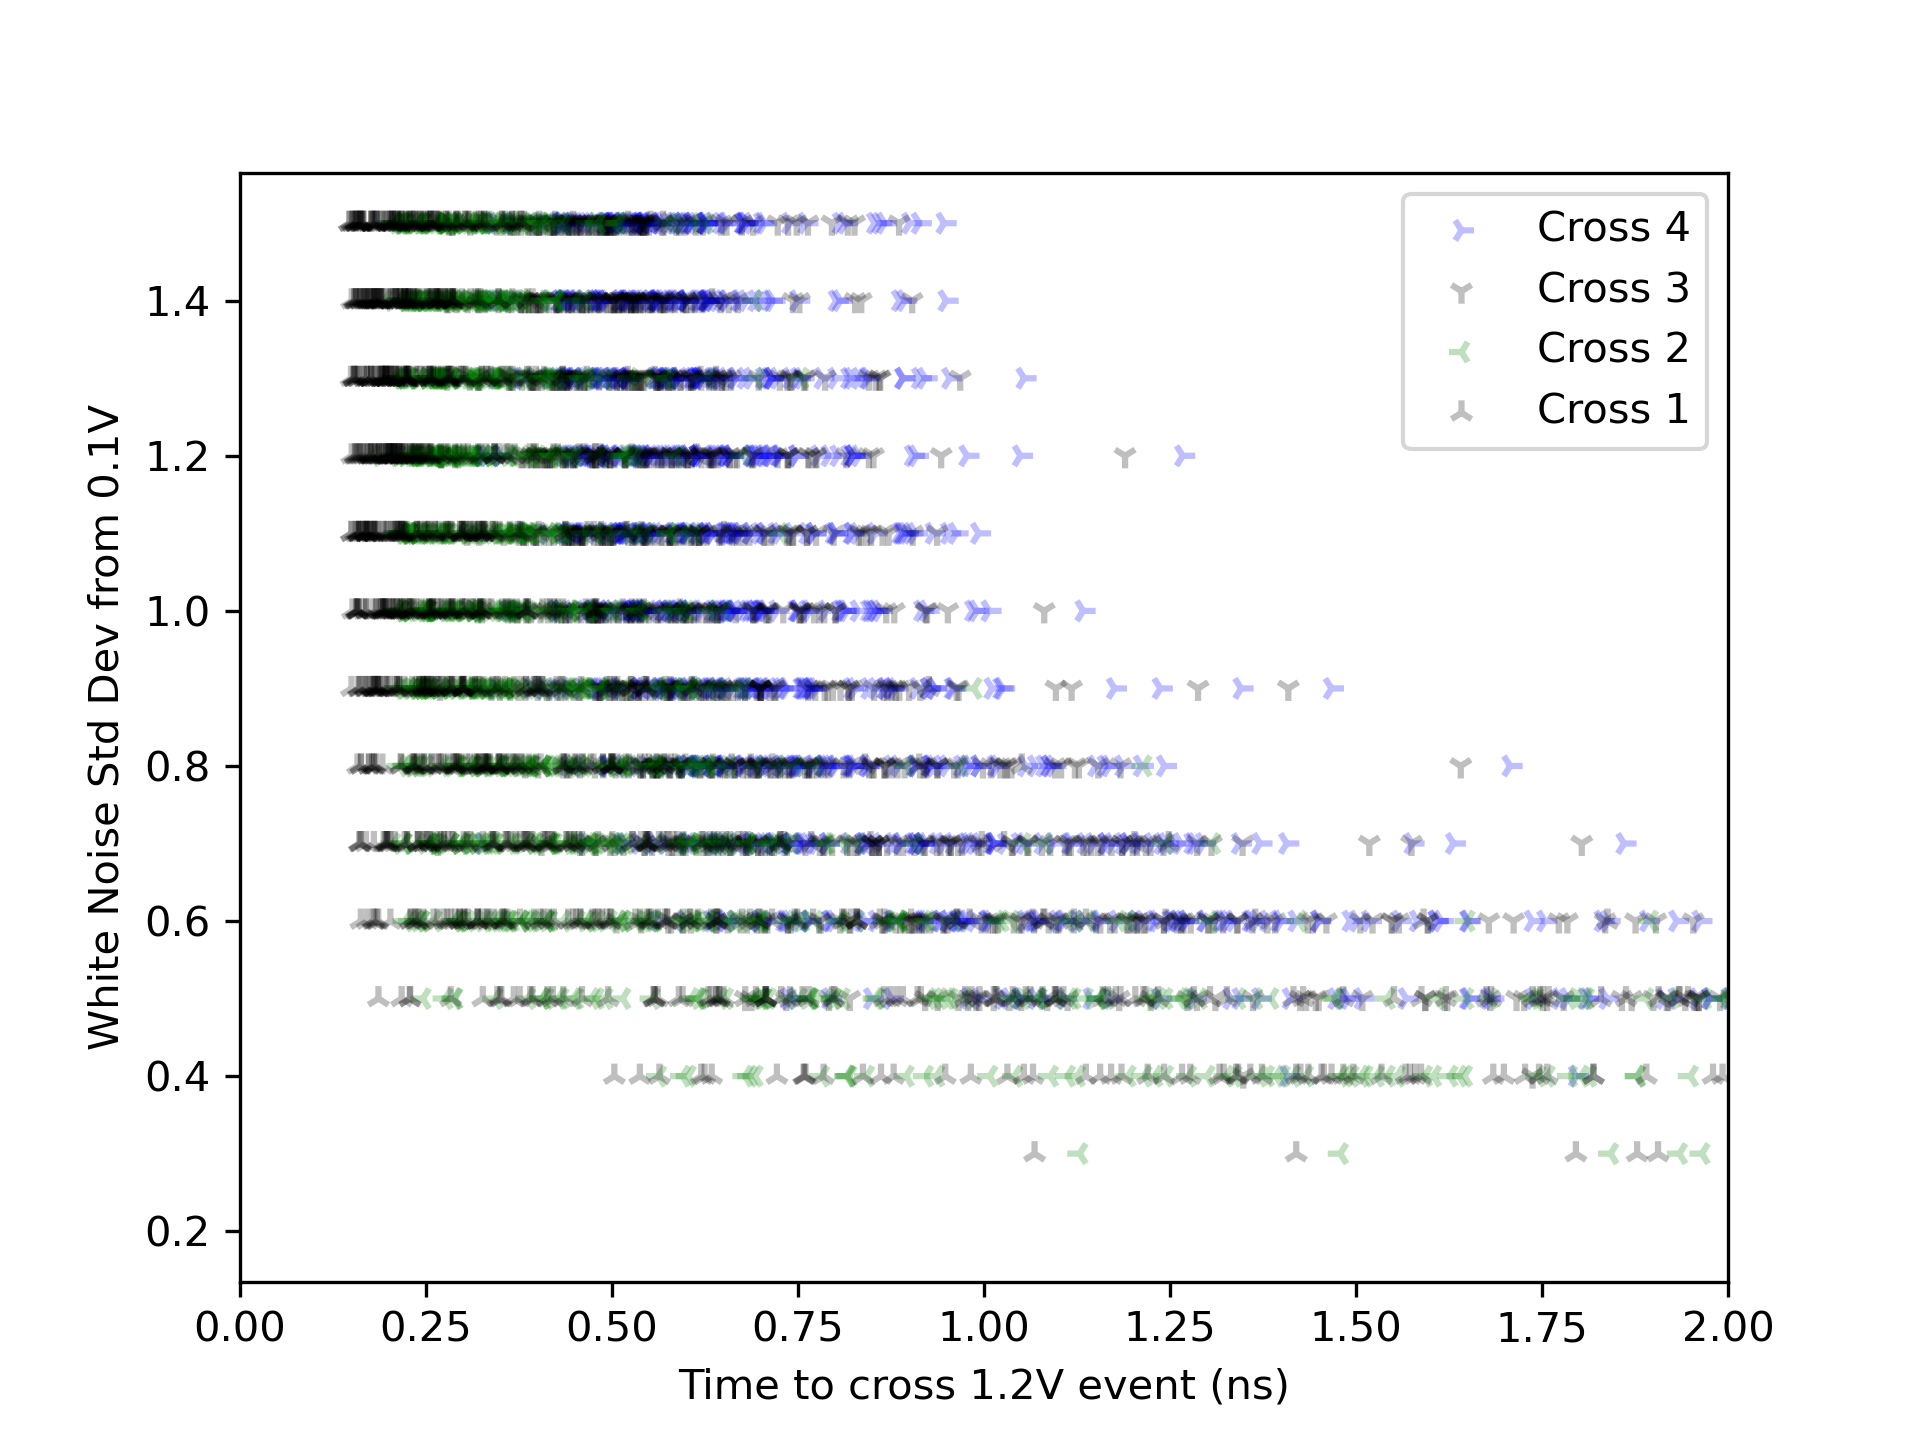 Cross 4
Cross 3
Cross 2
Cross 1
White Noise Std Dev from 0.1V
1.4
1.2
1.0
0.8
0.6
0.4
0.2
0.00 0.25 0.50 0.75 1.00 1.25 1.50 1.75 2.00
Time to cross 1.2V event (ns)